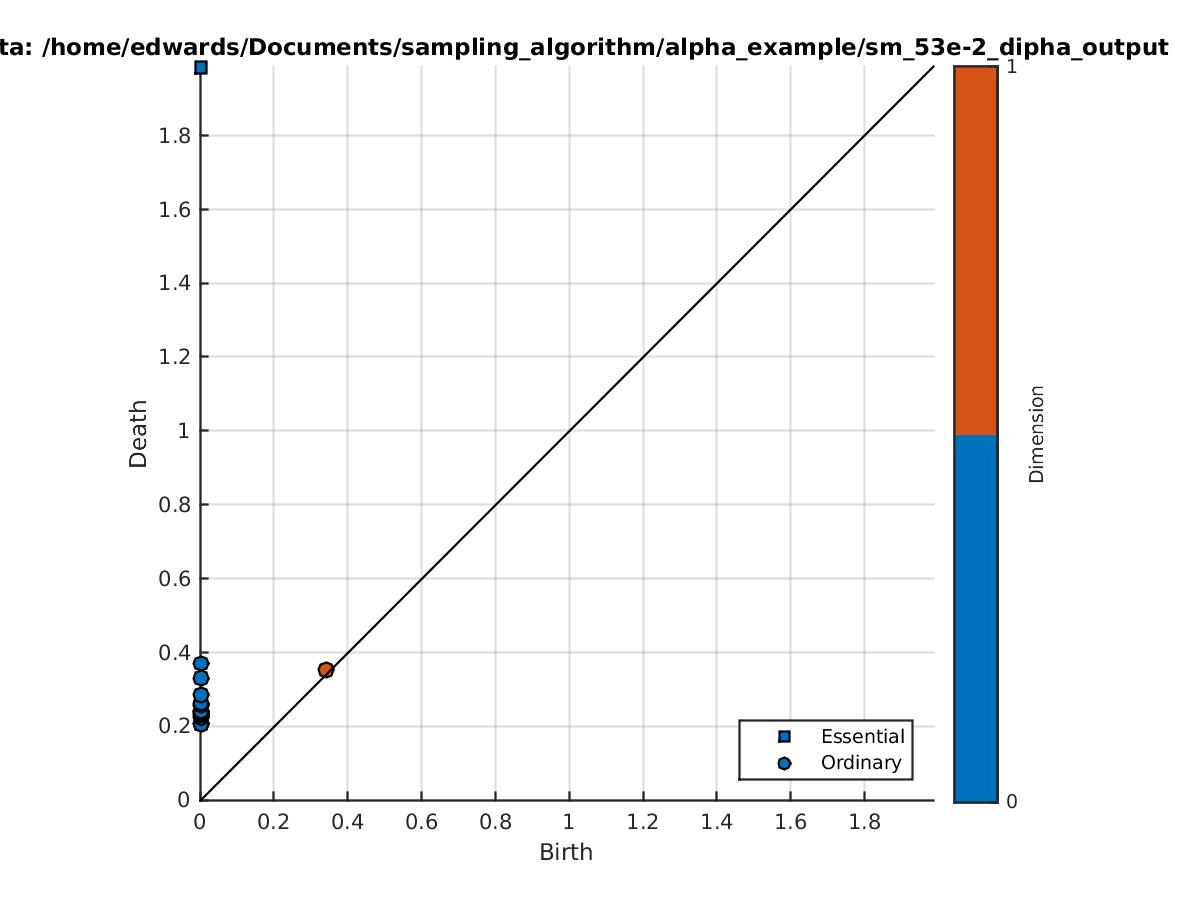 ta: /home/edwards/Documents/sampling_algorithm/alpha_example/sm_53e-2_dipha_output
1
1.8
1.6
1.4
1.2
1
0.8
0.6
0.4
0.2
0
Death
Dimension
Essential
Ordinary
0
0 0.2 0.4 0.6 0.8 1 1.2 1.4 1.6 1.8
Birth